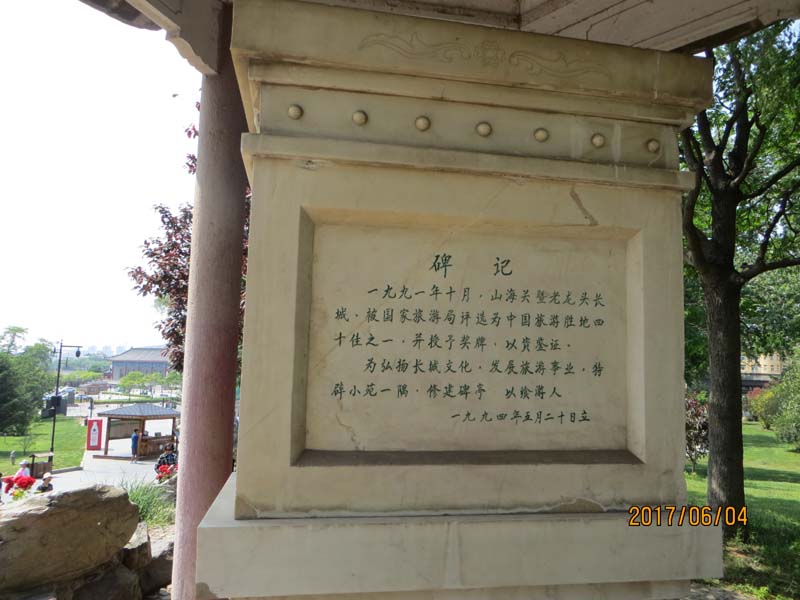 碑 记
一九九一年十月，山海关暨老龙头长
城，被国家旅游局评选为中国旅游胜地四
十佳之一，并授予奖牌，以资鉴证。
为弘扬长城文化，发展旅游事业，特
辟小苑一隅，修建碑亭 以绘游人
一九九四年五月二十日立
2017/06/04